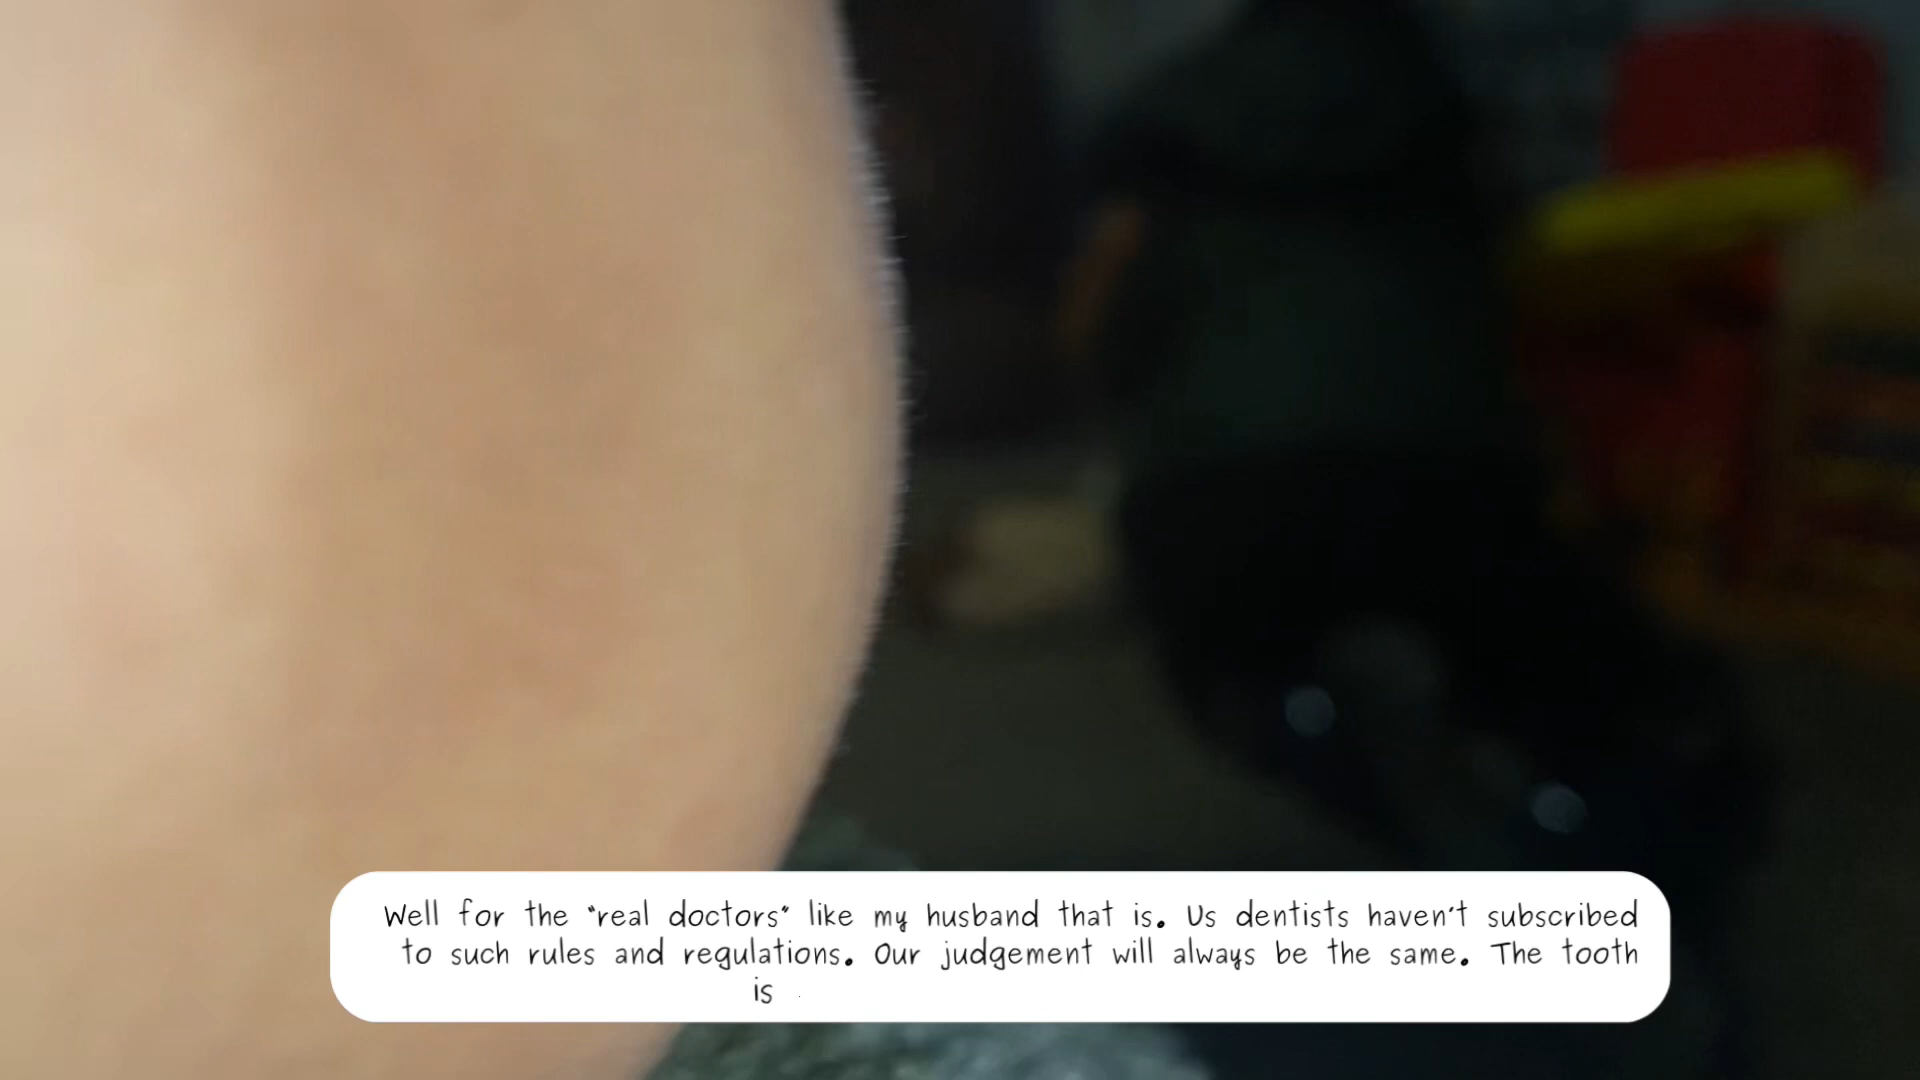 Well for the "real doctors" like my husband that is. Us dentists haven't subscribed
to such rules and regulations. Our judgement will always be the same. The tooth
is